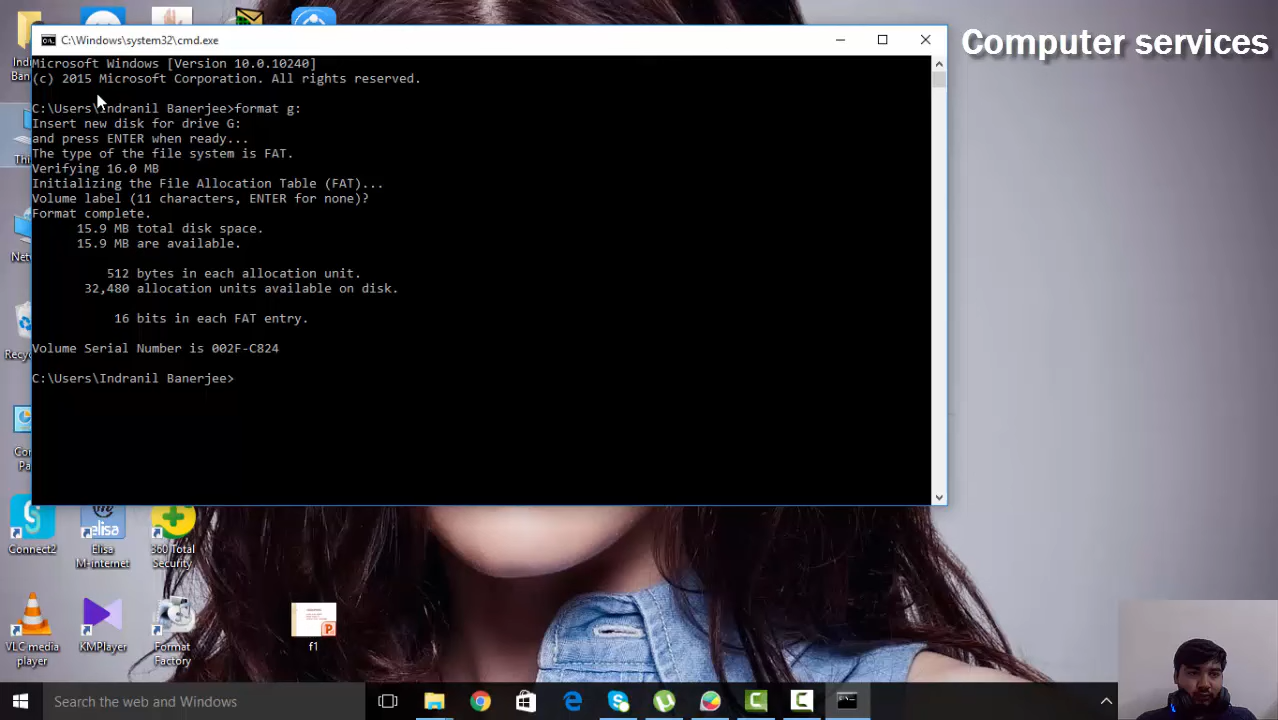 Computer services
C:\Windows\system32\cmd.exe
Microsoft Windows [Version 10.0.10240]
(c) 2015 Microsoft Corporation. All rights reserved.
C:\Users\Indranil Banerjee>format g:
Insert new disk for drive G:
and press ENTER when ready...
The type of the file system is FAT.
Verifying 16.0 MB
Initializing the File Allocation Table (FAT)...
Volume label (11 characters, ENTER for none)?
Format complete.
15.9 MB total disk space.
15.9 MB are available.
512 bytes in each allocation unit.
32,480 allocation units available on disk.
16 bits in each FAT entry.
Volume Serial Number is 002F-C824
C:\Users\Indranil Banerjee>
Connect2
Elisa
M-internet
360 Total
Security
VLC media
player
KMPlayer
Format
Factory
f1
Search the web and Windows